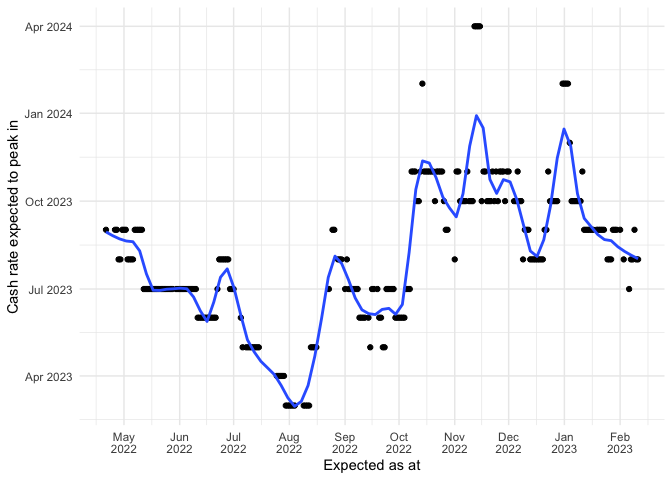 Cash rate expected to peak in
Apr 2024
Jan 2024
Oct 2023
Jul 2023
Apr 2023
May
2022
Jun
2022
Jul
2022
Aug
2022
Sep
2022
Oct
2022
Nov
2022
Dec
2022
Jan
2023
Feb
2023
Expected as at